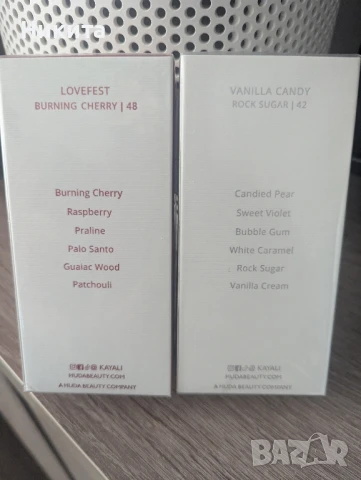 Никита
LOVEFEST
BURNING CHERRY | 48
Burning Cherry
Raspberry
Praline
Palo Santo
Guaiac Wood
Patchouli
KAYALI
HUDABEAUTY.COM
A HUDA BEAUTY COMPANY
VANILLA CANDY
ROCK SUGAR | 42
Candied Pear
Sweet Violet
Bubble Gum
White Caramel
Rock Sugar
Vanilla Cream
KAYALI
HUDABEAUTY.COM
A HUDA BEAUTY COMPANY
BAZAR
bg